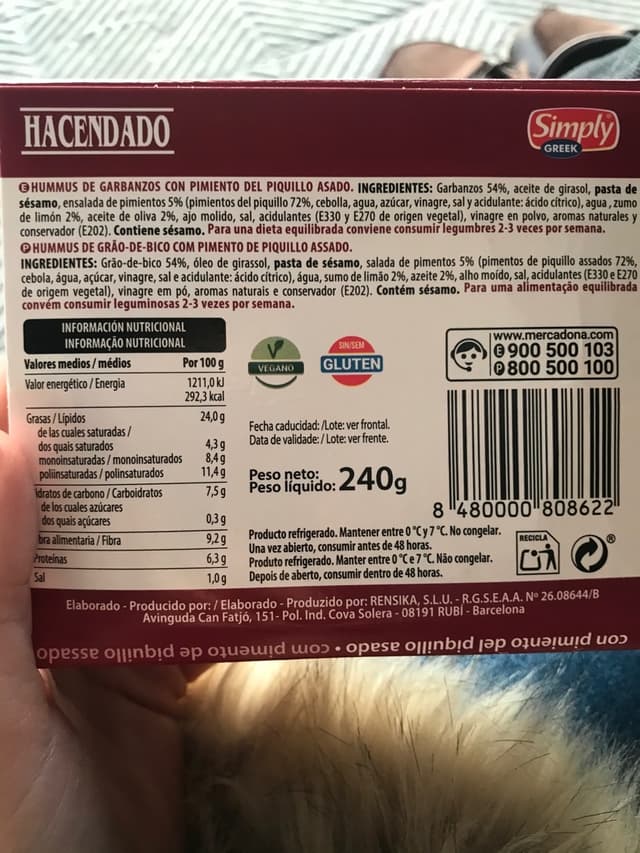 HACENDADO
Simply
GREEK
E HUMMUS DE GARBANZOS CON PIMIENTO DEL PIQUILLO ASADO. INGREDIENTES: Garbanzos 54%, aceite de girasol, pasta de
sésamo, ensalada de pimientos 5% (pimientos del piquillo 72%, cebolla, agua, azúcar, vinagre, sal y acidulante: ácido cítrico), agua, zumo
de limón 2%, aceite de oliva 2%, ajo molido, sal, acidulantes (E330 y E270 de origen vegetal), vinagre en polvo, aromas naturales y
conservador (E202). Contiene sésamo. Para una dieta equilibrada conviene consumir legumbres 2-3 veces por semana.
P HUMMUS DE GRÃO-DE-BICO COM PIMENTO DE PIQUILLO ASSADO.
INGREDIENTES: Grão-de-bico 54%, óleo de girassol, pasta de sésamo, salada de pimentos 5% (pimentos de piquillo assados 72%,
cebola, água, açúcar, vinagre, sal e acidulante: ácido cítrico), água, sumo de limão 2%, azeite 2%, alho moído, sal, acidulantes (E330 e E270
de origem vegetal), vinagre em pó, aromas naturais e conservador (E202). Contém sésamo. Para uma alimentação equilibrada
convém consumir leguminosas 2-3 vezes por semana.
INFORMACIÓN NUTRICIONAL
INFORMAÇÃO NUTRICIONAL
Valores medios / médios Por 100 g
Valor energético / Energia 1211,0 kJ
292,3 kcal
Grasas / Lípidos 24,0 g
de las cuales saturadas /
dos quais saturados 4,3 g
monoinsaturadas / monoinsaturados 8,4 g
poliinsaturadas / polinsaturados 11,4 g
idratos de carbono / Carboidratos 7,5 g
de los cuales azúcares
dos quais açúcares 0,3 g
bra alimentaria / Fibra 9,2 g
Proteínas 6,3 g
Sal 1,0 g
V
VEGANO
SIN/SEM
GLUTEN
www.mercadona.com
E 900 500 103
P 800 500 100
Fecha caducidad: /Lote: ver frontal.
Data de validade: / Lote: ver frente.
Peso neto:
Peso líquido: 240g
8 480000 808622
Producto refrigerado. Mantener entre 0 °C y 7 °C. No congelar.
Una vez abierto, consumir antes de 48 horas.
Produto refrigerado. Manter entre 0 °C e 7 °C. Não congelar.
Depois de aberto, consumir dentro de 48 horas.
RECICLA
®
Elaborado - Producido por: / Elaborado - Produzido por: RENSIKA, S.L.U. - R.G.S.E.A.A. Nº 26.08644/B
Avinguda Can Fatjó, 151- Pol. Ind. Cova Solera - 08191 RUBÍ - Barcelona
con pimiento del piquillo asado • com pimento de piquillo assado